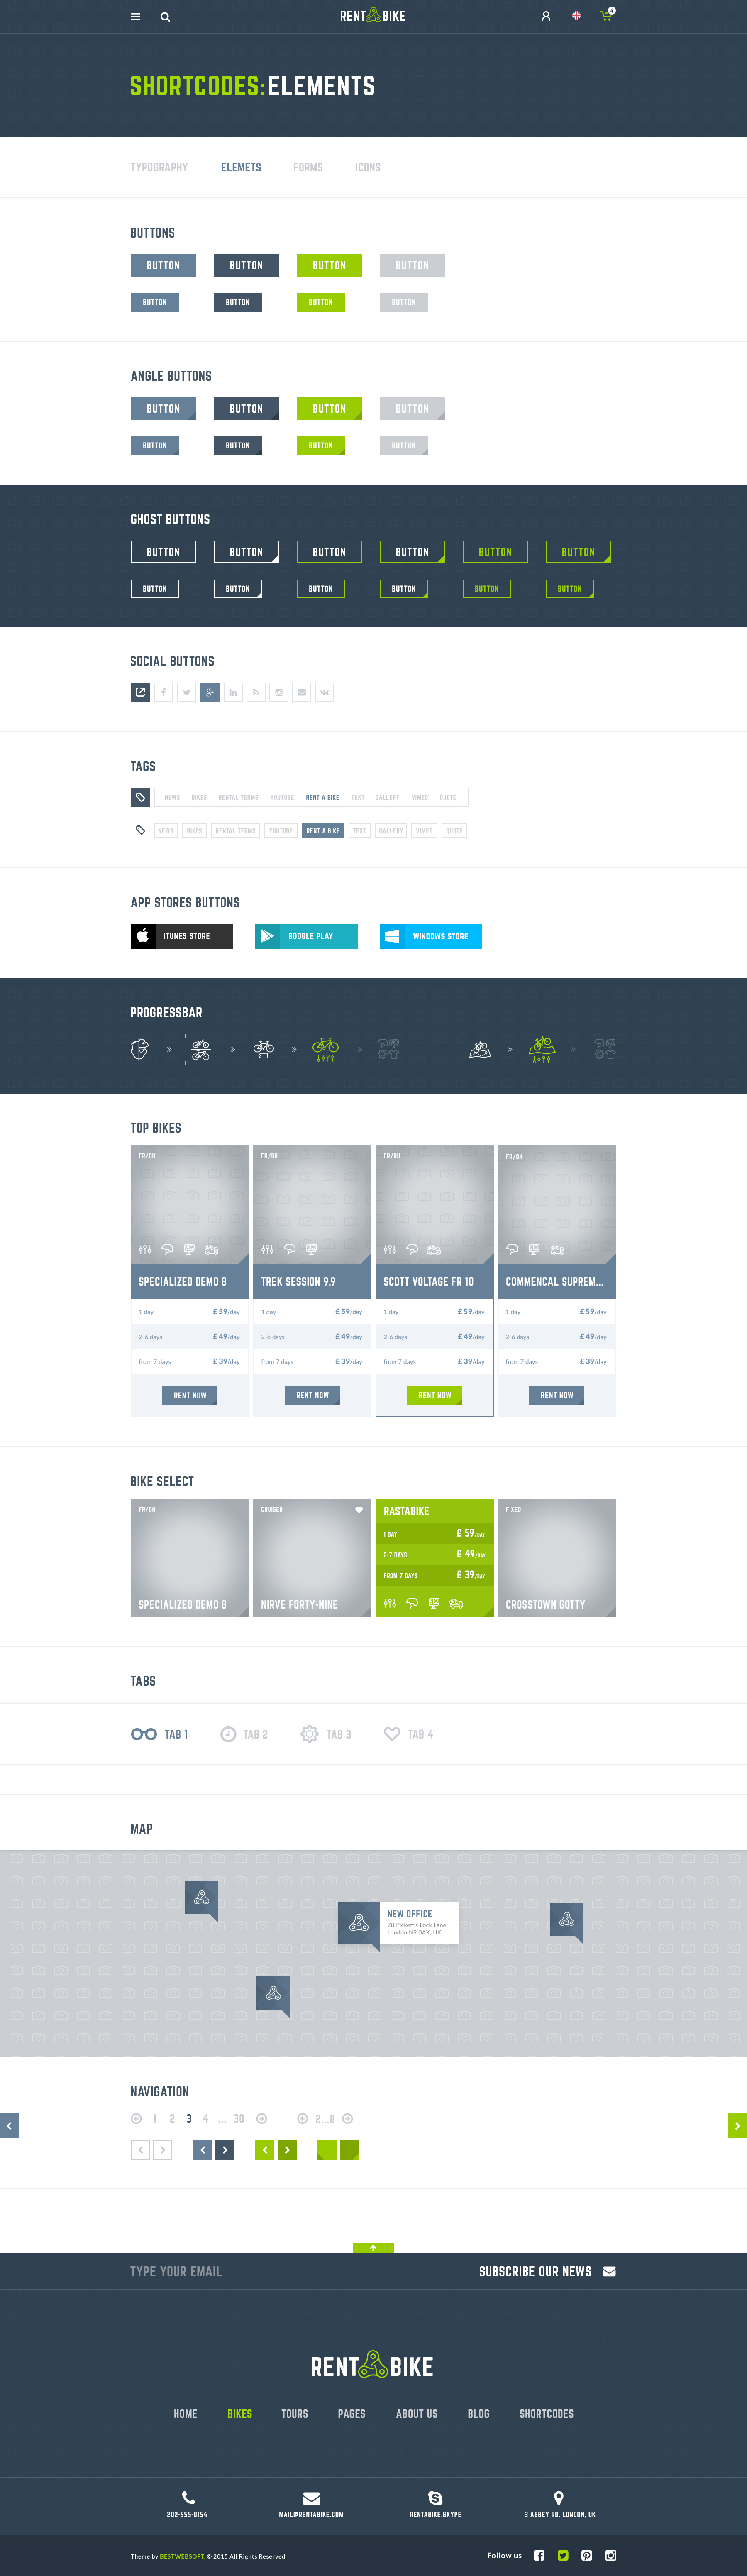 RENT BIKE
4
SHORTCODES:ELEMENTS
TYPOGRAPHY ELEMETS FORMS ICONS
BUTTONS
BUTTON BUTTON BUTTON BUTTON
BUTTON BUTTON BUTTON BUTTON
ANGLE BUTTONS
BUTTON BUTTON BUTTON BUTTON
BUTTON BUTTON BUTTON BUTTON
GHOST BUTTONS
BUTTON BUTTON BUTTON BUTTON BUTTON BUTTON
BUTTON BUTTON BUTTON BUTTON BUTTON BUTTON
SOCIAL BUTTONS
TAGS
NEWS BIKES RENTAL TERMS YOUTUBE RENT A BIKE TEXT GALLERY VIMEO QUOTE
NEWS BIKES RENTAL TERMS YOUTUBE RENT A BIKE TEXT GALLERY VIMEO QUOTE
APP STORES BUTTONS
ITUNES STORE GOOGLE PLAY WINDOWS STORE
PROGRESSBAR
TOP BIKES
FR/DH FR/DH FR/DH FR/DH
SPECIALIZED DEMO 8 TREK SESSION 9.9 SCOTT VOLTAGE FR 10 COMMENCAL SUPREM...
1 day £ 59/day 1 day £ 59/day 1 day £ 59/day 1 day £ 59/day
2-6 days £ 49/day 2-6 days £ 49/day 2-6 days £ 49/day 2-6 days £ 49/day
from 7 days £ 39/day from 7 days £ 39/day from 7 days £ 39/day from 7 days £ 39/day
RENT NOW RENT NOW RENT NOW RENT NOW
BIKE SELECT
FR/DH CRUISER RASTABIKE FIXED
1 DAY £ 59/DAY
2-7 DAYS £ 49/DAY
FROM 7 DAYS £ 39/DAY
SPECIALIZED DEMO 8 NIRVE FORTY-NINE CROSSTOWN GOTTY
TABS
TAB 1 TAB 2 TAB 3 TAB 4
MAP
NEW OFFICE
78 Pickett's Lock Lane,
London N9 0AX, UK
NAVIGATION
1 2 3 4 ... 30 2...8
TYPE YOUR EMAIL SUBSCRIBE OUR NEWS
RENT BIKE
HOME BIKES TOURS PAGES ABOUT US BLOG SHORTCODES
202-555-0154 MAIL@RENTABIKE.COM RENTABIKE.SKYPE 3 ABBEY RD, LONDON, UK
Theme by BESTWEBSOFT. © 2015 All Rights Reserved Follow us